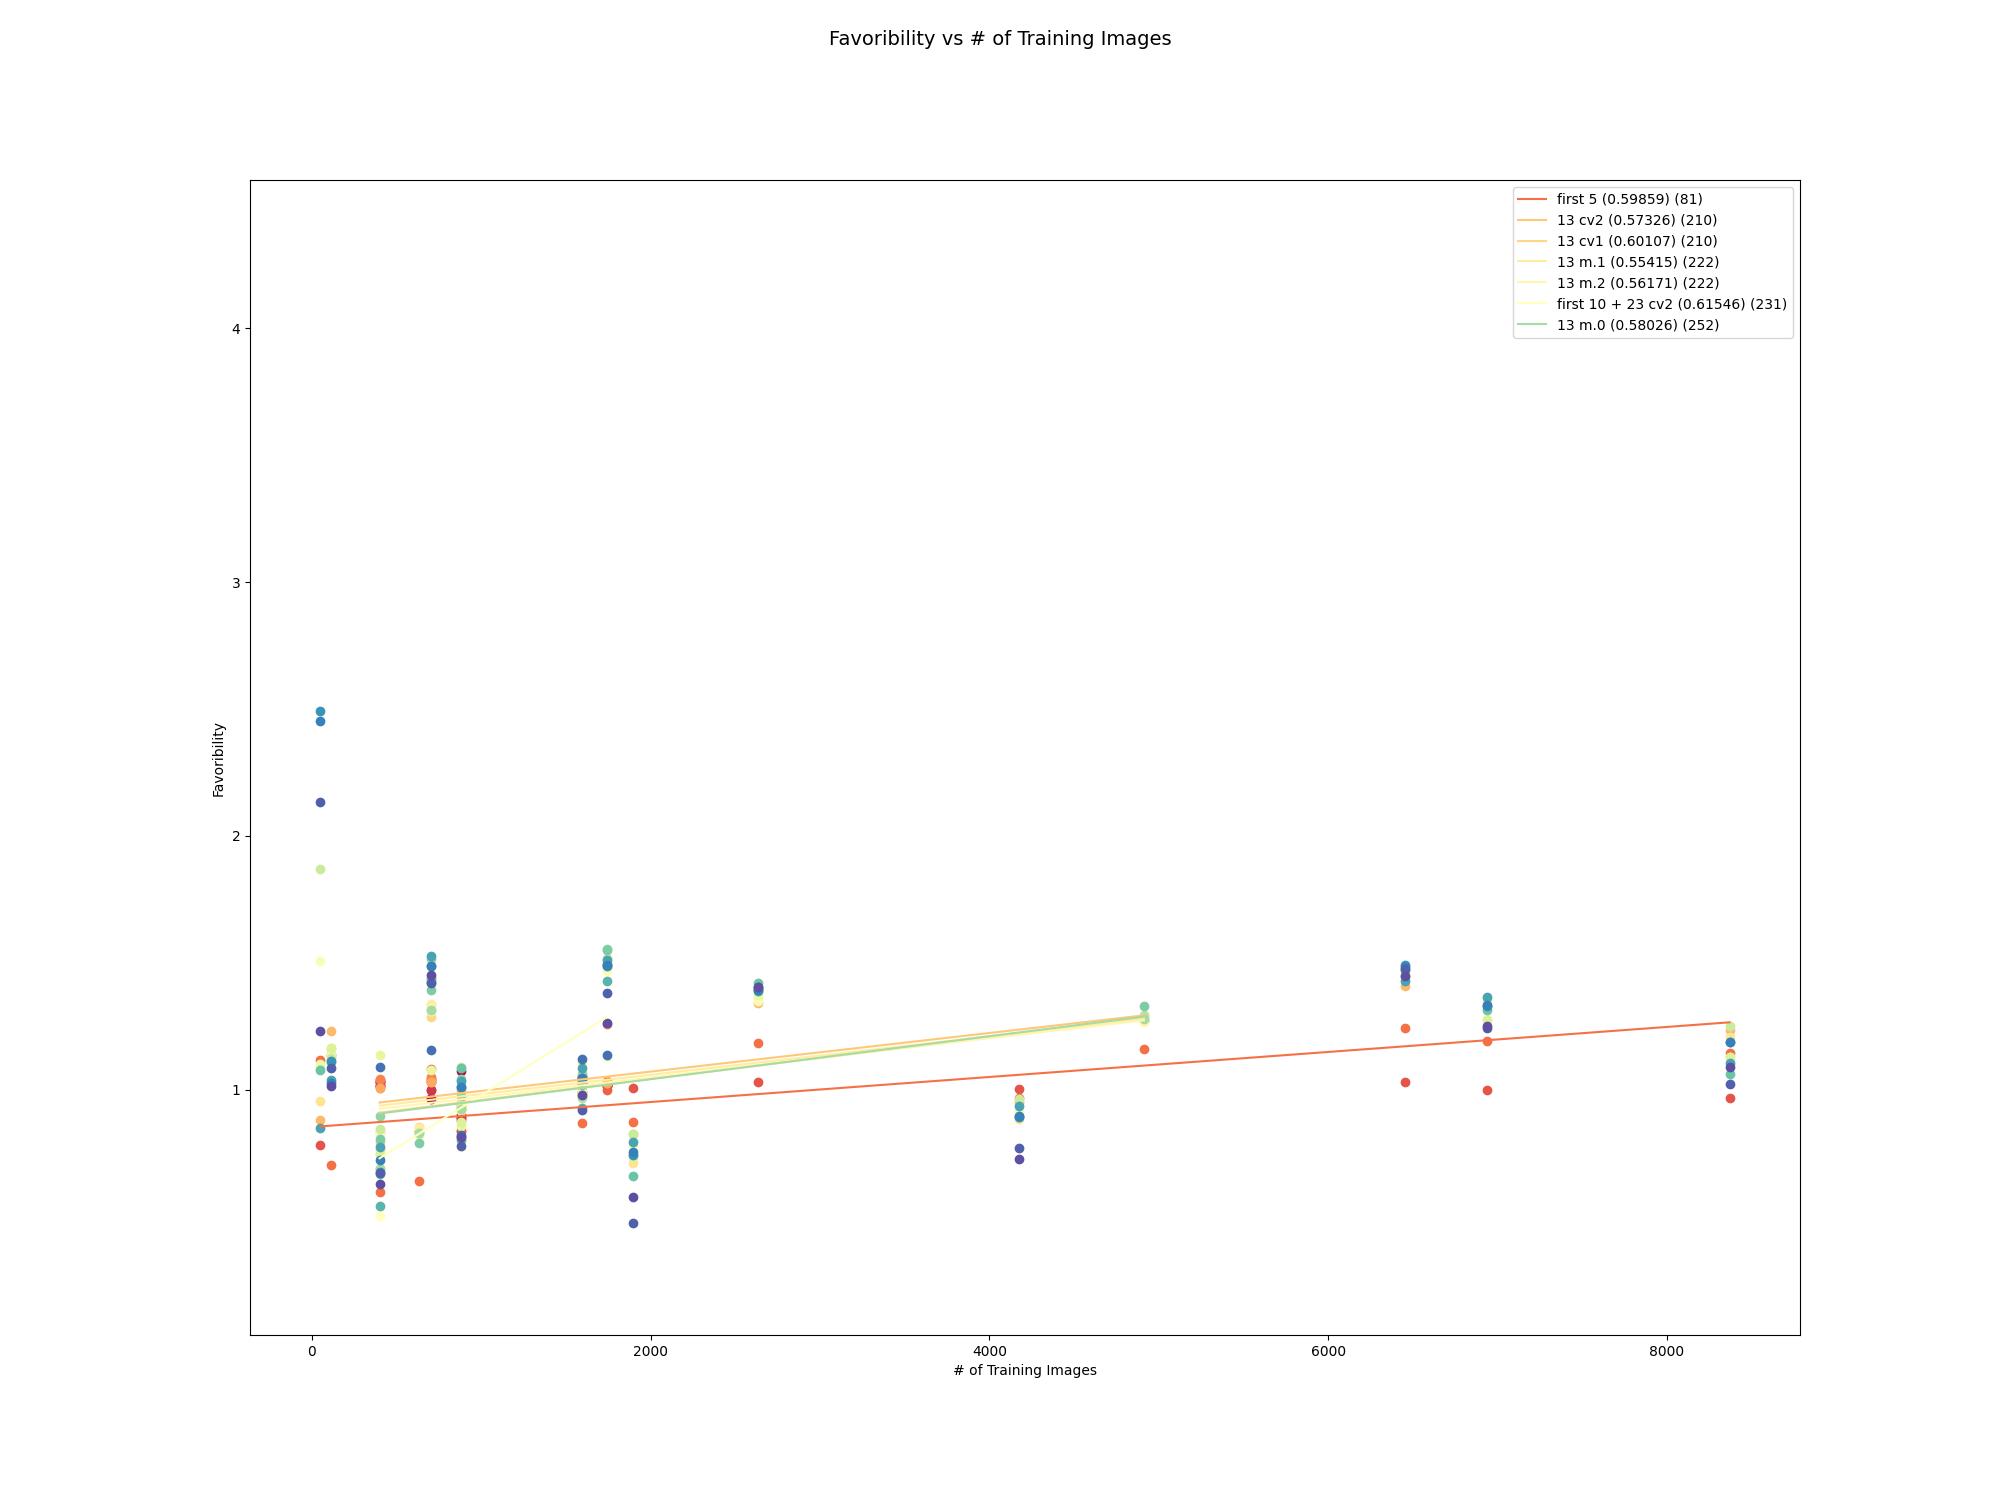 Favoribility vs # of Training Images
first 5 (0.59859) (81)
13 cv2 (0.57326) (210)
13 cv1 (0.60107) (210)
13 m.1 (0.55415) (222)
13 m.2 (0.56171) (222)
first 10 + 23 cv2 (0.61546) (231)
13 m.0 (0.58026) (252)
4
3
2
1
Favoribility
0 2000 4000 6000 8000
# of Training Images